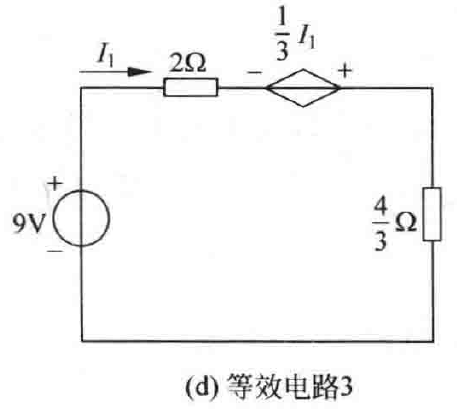 1/3 I₁
I₁
2Ω
− +
+
9V
−
4/3 Ω
(d) 等效电路3